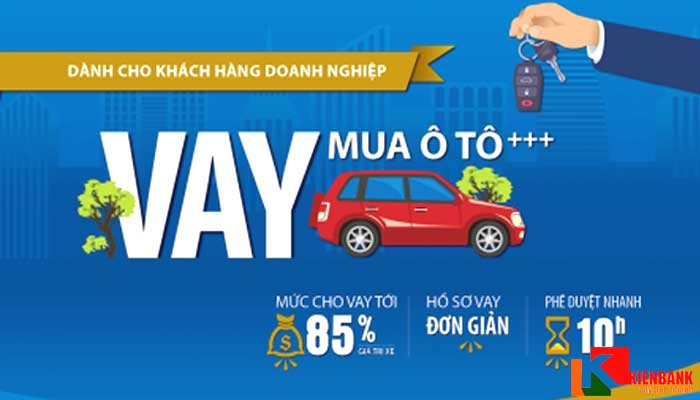 DÀNH CHO KHÁCH HÀNG DOANH NGHIỆP
VAY
MUA Ô TÔ+++
MỨC CHO VAY TỚI
85%
GIÁ TRỊ XE
HỒ SƠ VAY
ĐƠN GIẢN
PHÊ DUYỆT NHANH
10h
KIENBANK